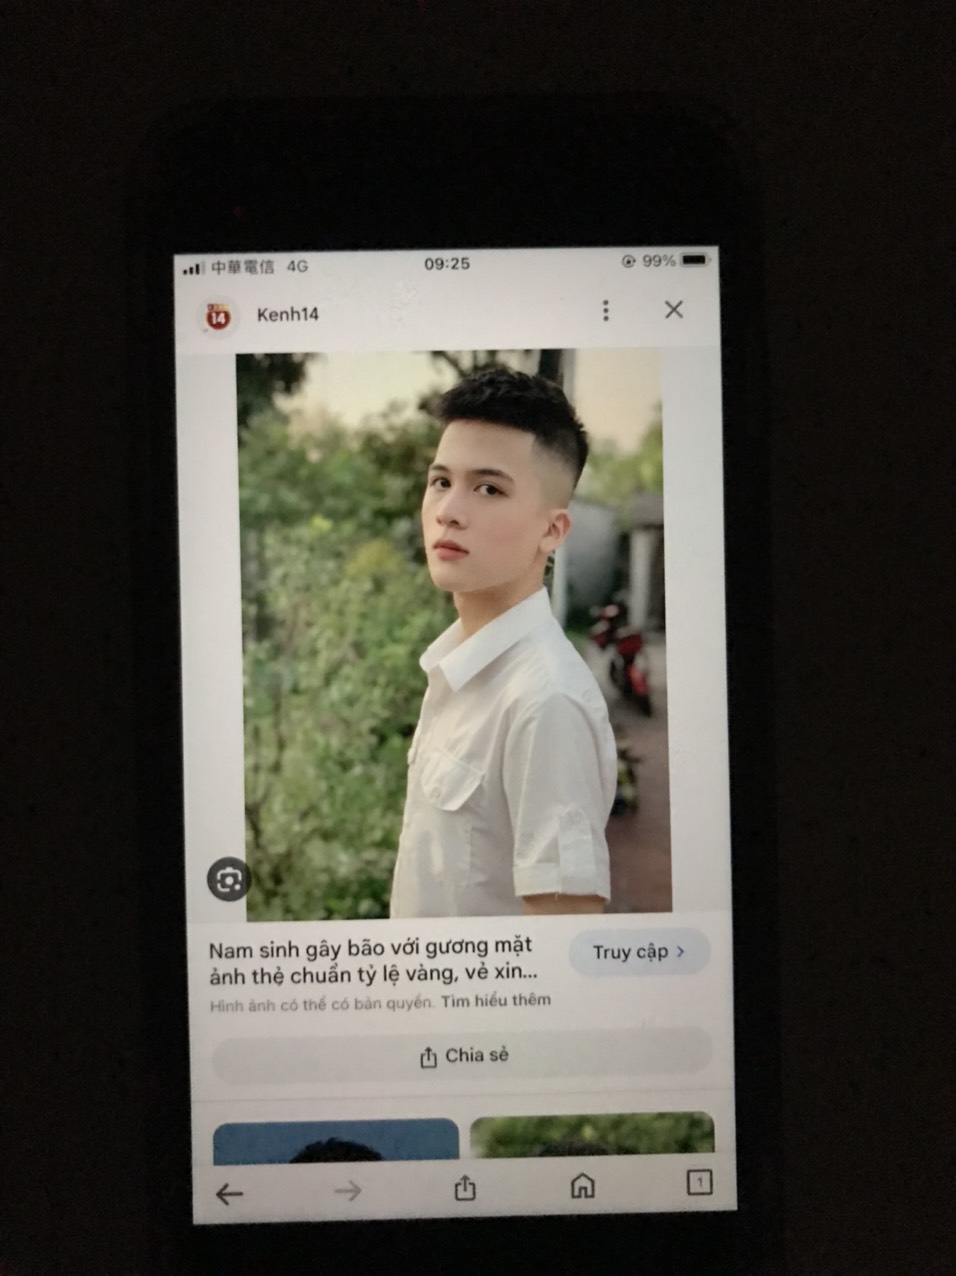 中華電信 4G 09:25 99%
14 Kenh14
Nam sinh gây bão với gương mặt
ảnh thẻ chuẩn tỷ lệ vàng, vẻ xin...
Truy cập
Hình ảnh có thể có bản quyền. Tìm hiểu thêm
Chia sẻ
1